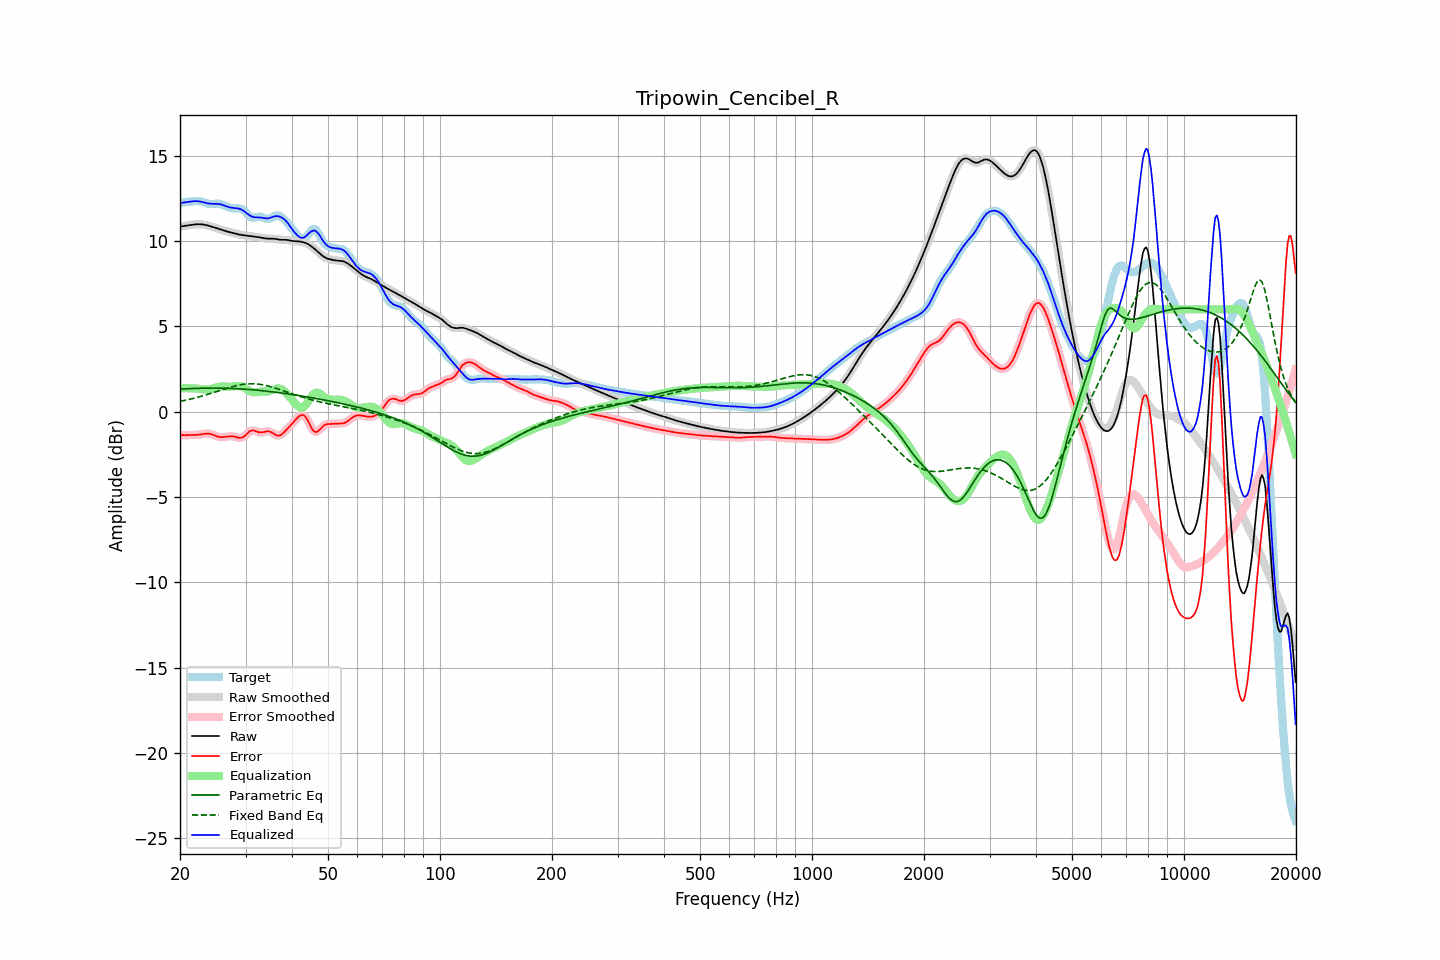 Tripowin_Cencibel_R
Amplitude (dBr)
15
10
5
0
−5
−10
−15
−20
−25
Target
Raw Smoothed
Error Smoothed
Raw
Error
Equalization
Parametric Eq
Fixed Band Eq
Equalized
20
50
100
200
500
1000
2000
5000
10000
20000
Frequency (Hz)